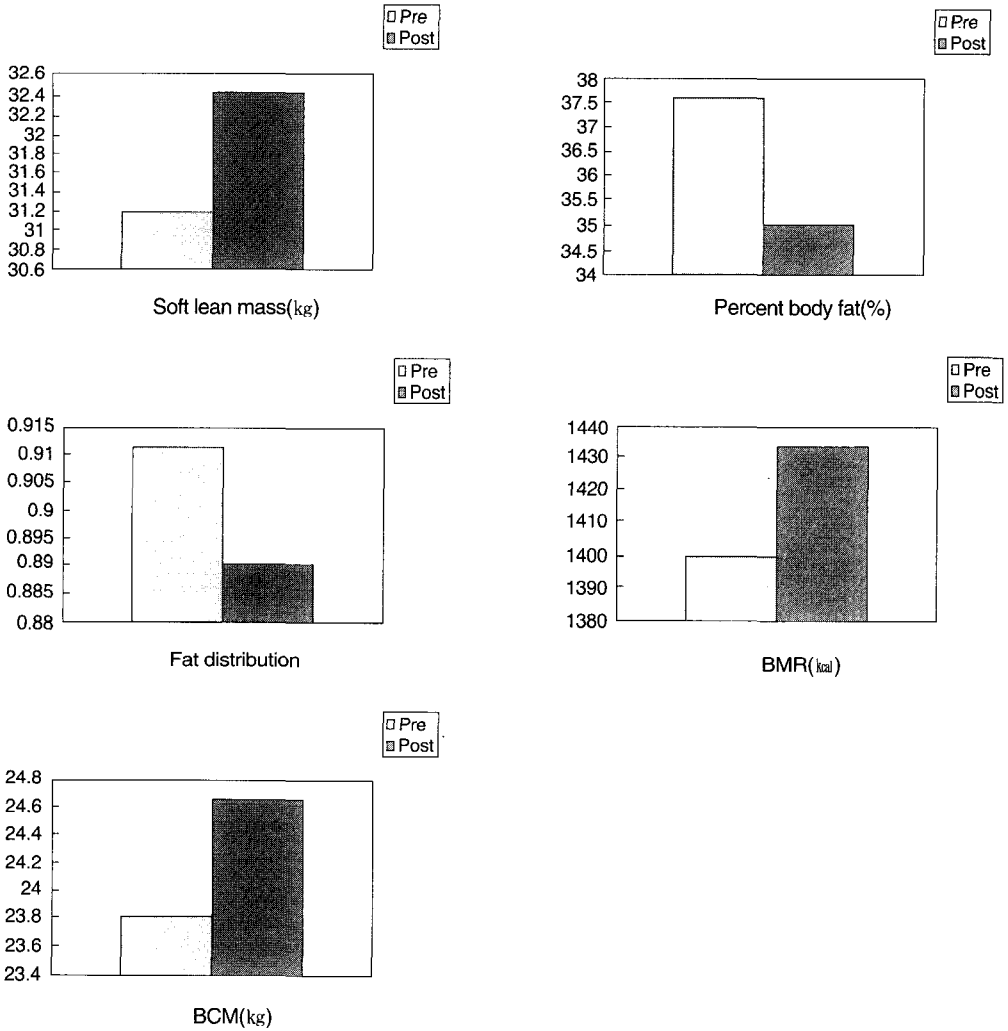 Pre
Post
32.6
32.4
32.2
32
31.8
31.6
31.4
31.2
31
30.8
30.6
Soft lean mass(kg)
Pre
Post
38
37.5
37
36.5
36
35.5
35
34.5
34
Percent body fat(%)
Pre
Post
0.915
0.91
0.905
0.9
0.895
0.89
0.885
0.88
Fat distribution
Pre
Post
1440
1430
1420
1410
1400
1390
1380
BMR(kcal)
Pre
Post
24.8
24.6
24.4
24.2
24
23.8
23.6
23.4
BCM(kg)